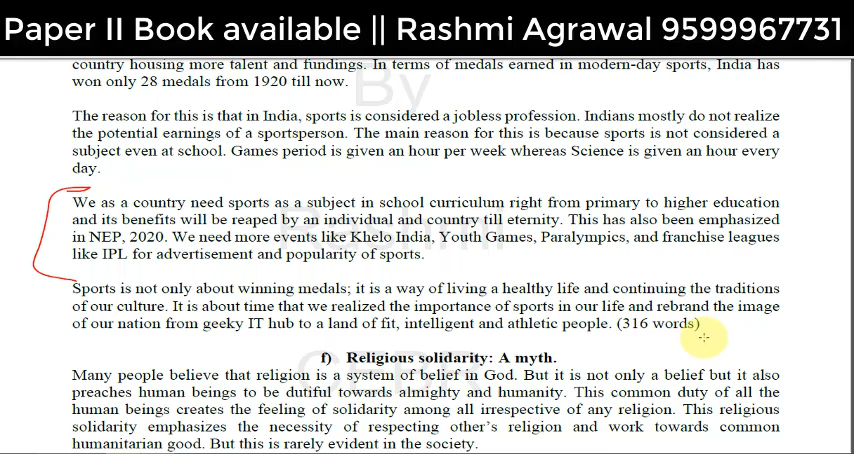 Paper II Book available || Rashmi Agrawal 9599967731
country housing more talent and fundings. In terms of medals earned in modern-day sports, India has
won only 28 medals from 1920 till now.
By
The reason for this is that in India, sports is considered a jobless profession. Indians mostly do not realize
the potential earnings of a sportsperson. The main reason for this is because sports is not considered a
subject even at school. Games period is given an hour per week whereas Science is given an hour every
day.
We as a country need sports as a subject in school curriculum right from primary to higher education
and its benefits will be reaped by an individual and country till eternity. This has also been emphasized
in NEP, 2020. We need more events like Khelo India, Youth Games, Paralympics, and franchise leagues
like IPL for advertisement and popularity of sports.
Rashmi
Sports is not only about winning medals; it is a way of living a healthy life and continuing the traditions
of our culture. It is about time that we realized the importance of sports in our life and rebrand the image
of our nation from geeky IT hub to a land of fit, intelligent and athletic people. (316 words)
f) Religious solidarity: A myth.
Many people believe that religion is a system of belief in God. But it is not only a belief but it also
preaches human beings to be dutiful towards almighty and humanity. This common duty of all the
human beings creates the feeling of solidarity among all irrespective of any religion. This religious
solidarity emphasizes the necessity of respecting other's religion and work towards common
humanitarian good. But this is rarely evident in the society.